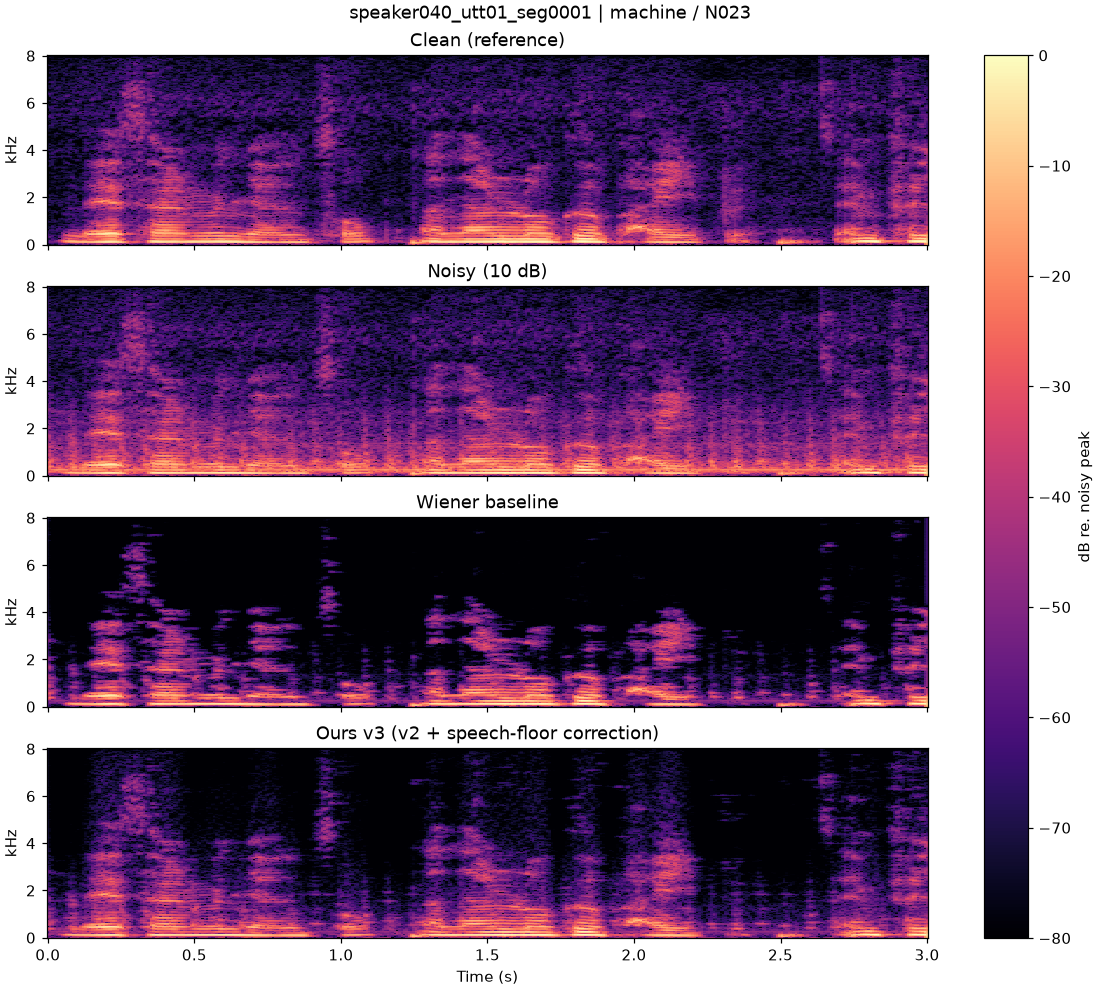 speaker040_utt01_seg0001 | machine / N023
Clean (reference)
8
6
4
2
0
kHz
Noisy (10 dB)
8
6
4
2
0
kHz
Wiener baseline
8
6
4
2
0
kHz
Ours v3 (v2 + speech-floor correction)
8
6
4
2
0
kHz
0.0 0.5 1.0 1.5 2.0 2.5 3.0
Time (s)
0
−10
−20
−30
−40
−50
−60
−70
−80
dB re. noisy peak